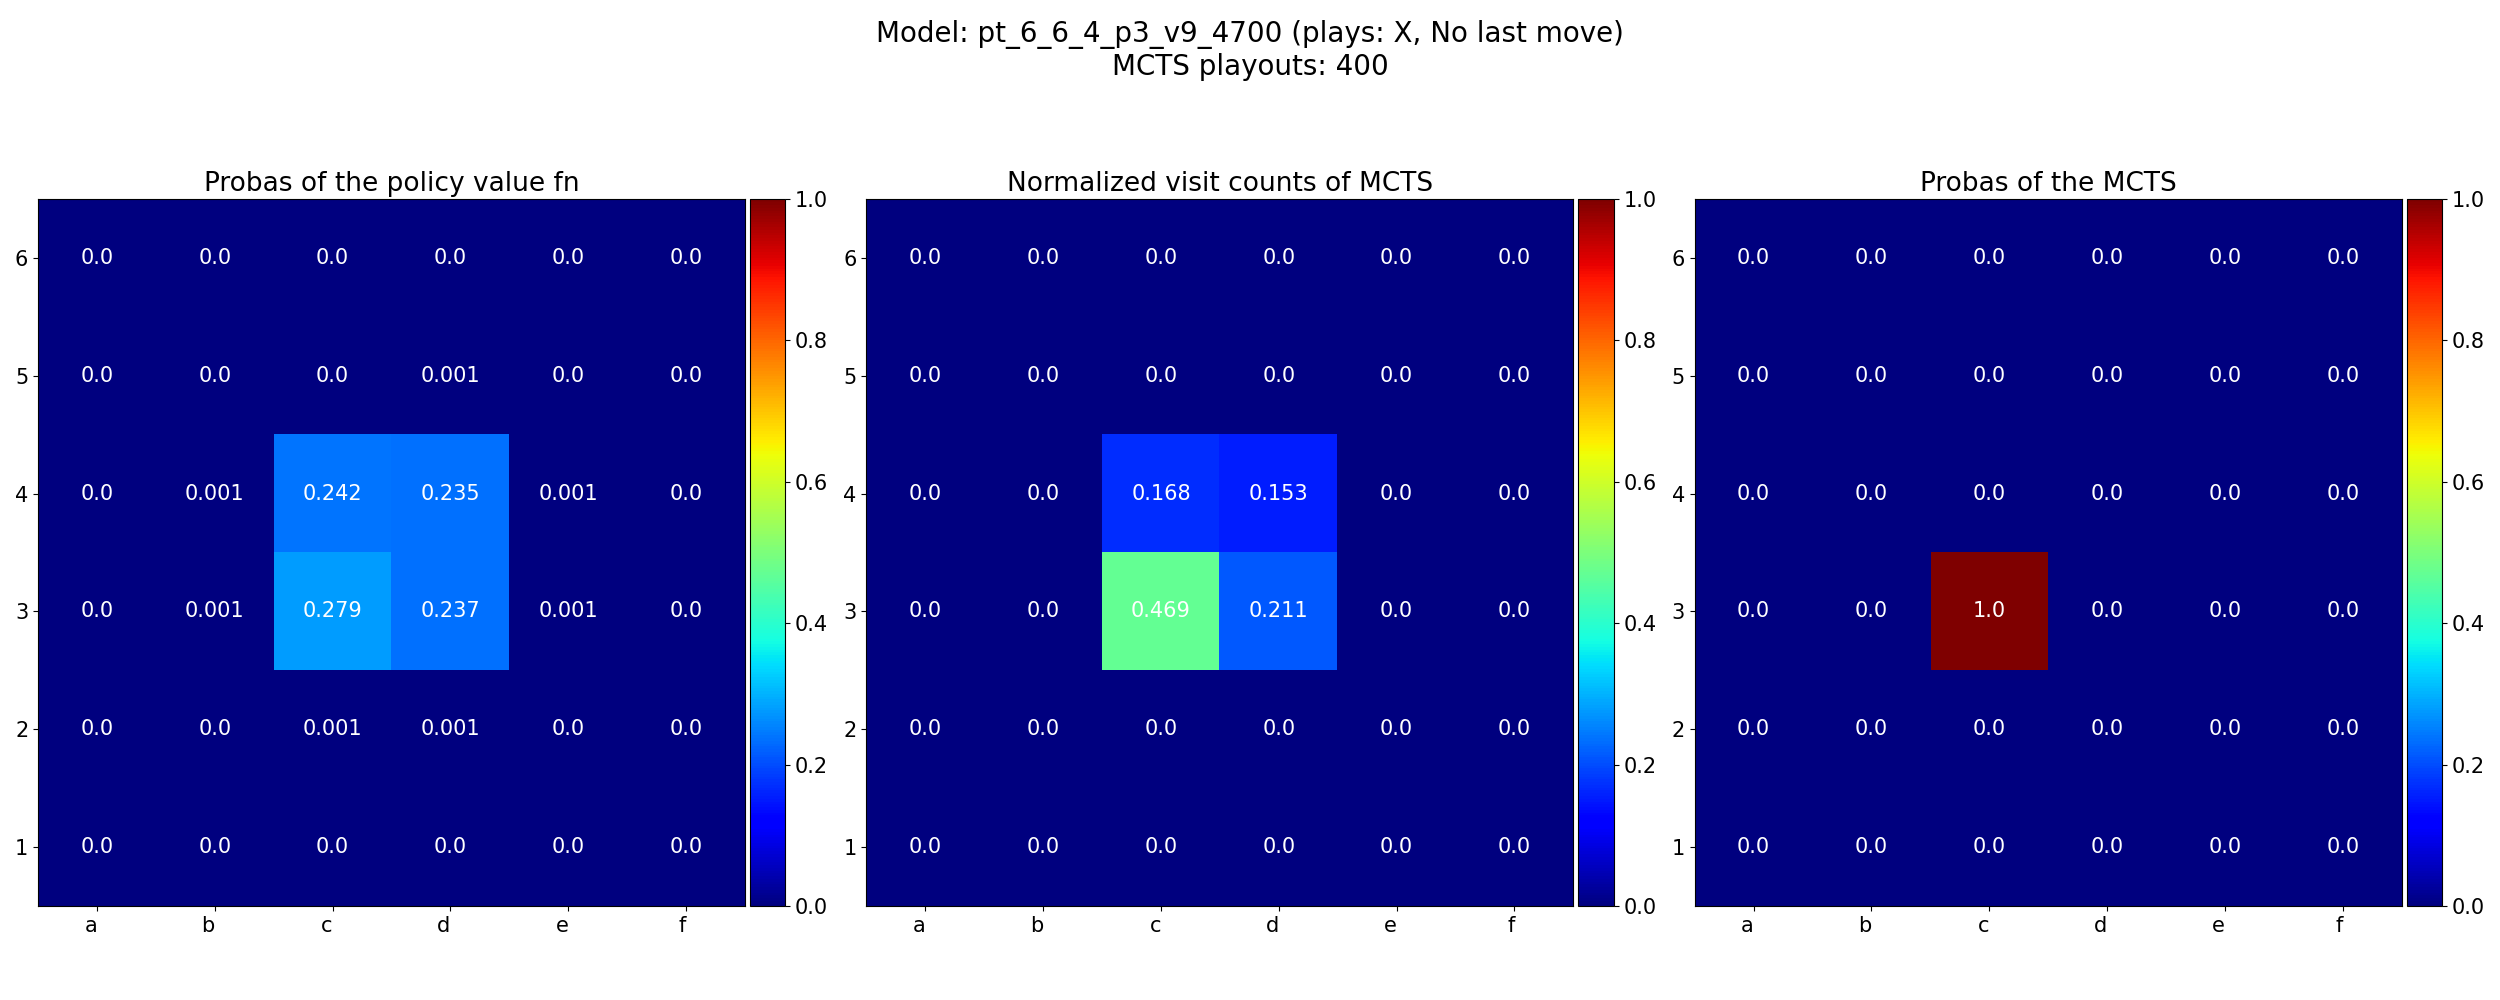 Model: pt_6_6_4_p3_v9_4700 (plays: X, No last move)
MCTS playouts: 400
Probas of the policy value fn
1.0
0.8
0.6
0.4
0.2
0.0
6 0.0 0.0 0.0 0.0 0.0 0.0
5 0.0 0.0 0.0 0.001 0.0 0.0
4 0.0 0.001 0.242 0.235 0.001 0.0
3 0.0 0.001 0.279 0.237 0.001 0.0
2 0.0 0.0 0.001 0.001 0.0 0.0
1 0.0 0.0 0.0 0.0 0.0 0.0
a b c d e f
Normalized visit counts of MCTS
1.0
0.8
0.6
0.4
0.2
0.0
6 0.0 0.0 0.0 0.0 0.0 0.0
5 0.0 0.0 0.0 0.0 0.0 0.0
4 0.0 0.0 0.168 0.153 0.0 0.0
3 0.0 0.0 0.469 0.211 0.0 0.0
2 0.0 0.0 0.0 0.0 0.0 0.0
1 0.0 0.0 0.0 0.0 0.0 0.0
a b c d e f
Probas of the MCTS
1.0
0.8
0.6
0.4
0.2
0.0
6 0.0 0.0 0.0 0.0 0.0 0.0
5 0.0 0.0 0.0 0.0 0.0 0.0
4 0.0 0.0 0.0 0.0 0.0 0.0
3 0.0 0.0 1.0 0.0 0.0 0.0
2 0.0 0.0 0.0 0.0 0.0 0.0
1 0.0 0.0 0.0 0.0 0.0 0.0
a b c d e f